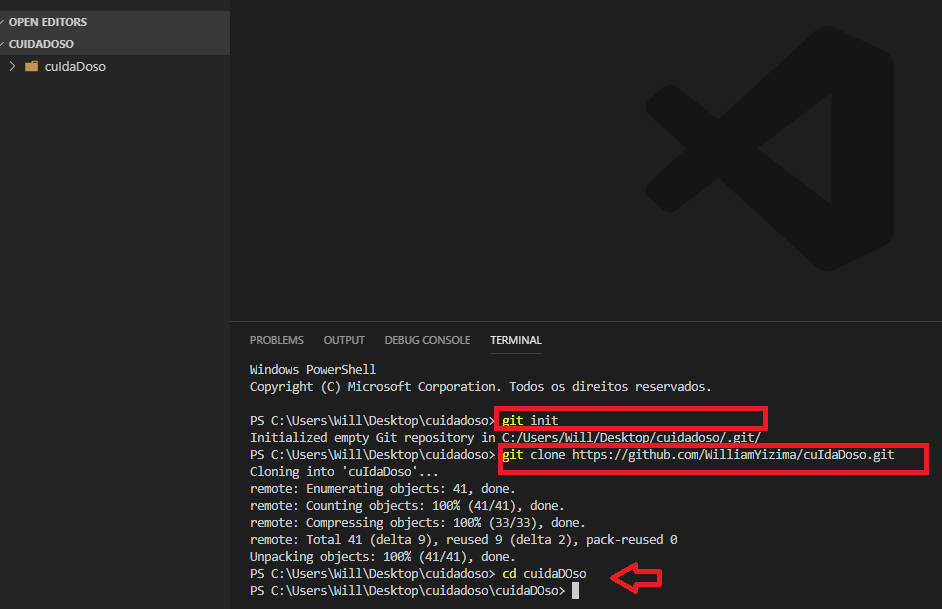 OPEN EDITORS
CUIDADOSO
cuIdaDoso
PROBLEMS OUTPUT DEBUG CONSOLE TERMINAL
Windows PowerShell
Copyright (C) Microsoft Corporation. Todos os direitos reservados.
PS C:\Users\Will\Desktop\cuidadoso> git init
Initialized empty Git repository in C:/Users/Will/Desktop/cuidadoso/.git/
PS C:\Users\Will\Desktop\cuidadoso> git clone https://github.com/WilliamYizima/cuIdaDoso.git
Cloning into 'cuIdaDoso'...
remote: Enumerating objects: 41, done.
remote: Counting objects: 100% (41/41), done.
remote: Compressing objects: 100% (33/33), done.
remote: Total 41 (delta 9), reused 9 (delta 2), pack-reused 0
Unpacking objects: 100% (41/41), done.
PS C:\Users\Will\Desktop\cuidadoso> cd cuidaDOso
PS C:\Users\Will\Desktop\cuidadoso\cuidaDOso>